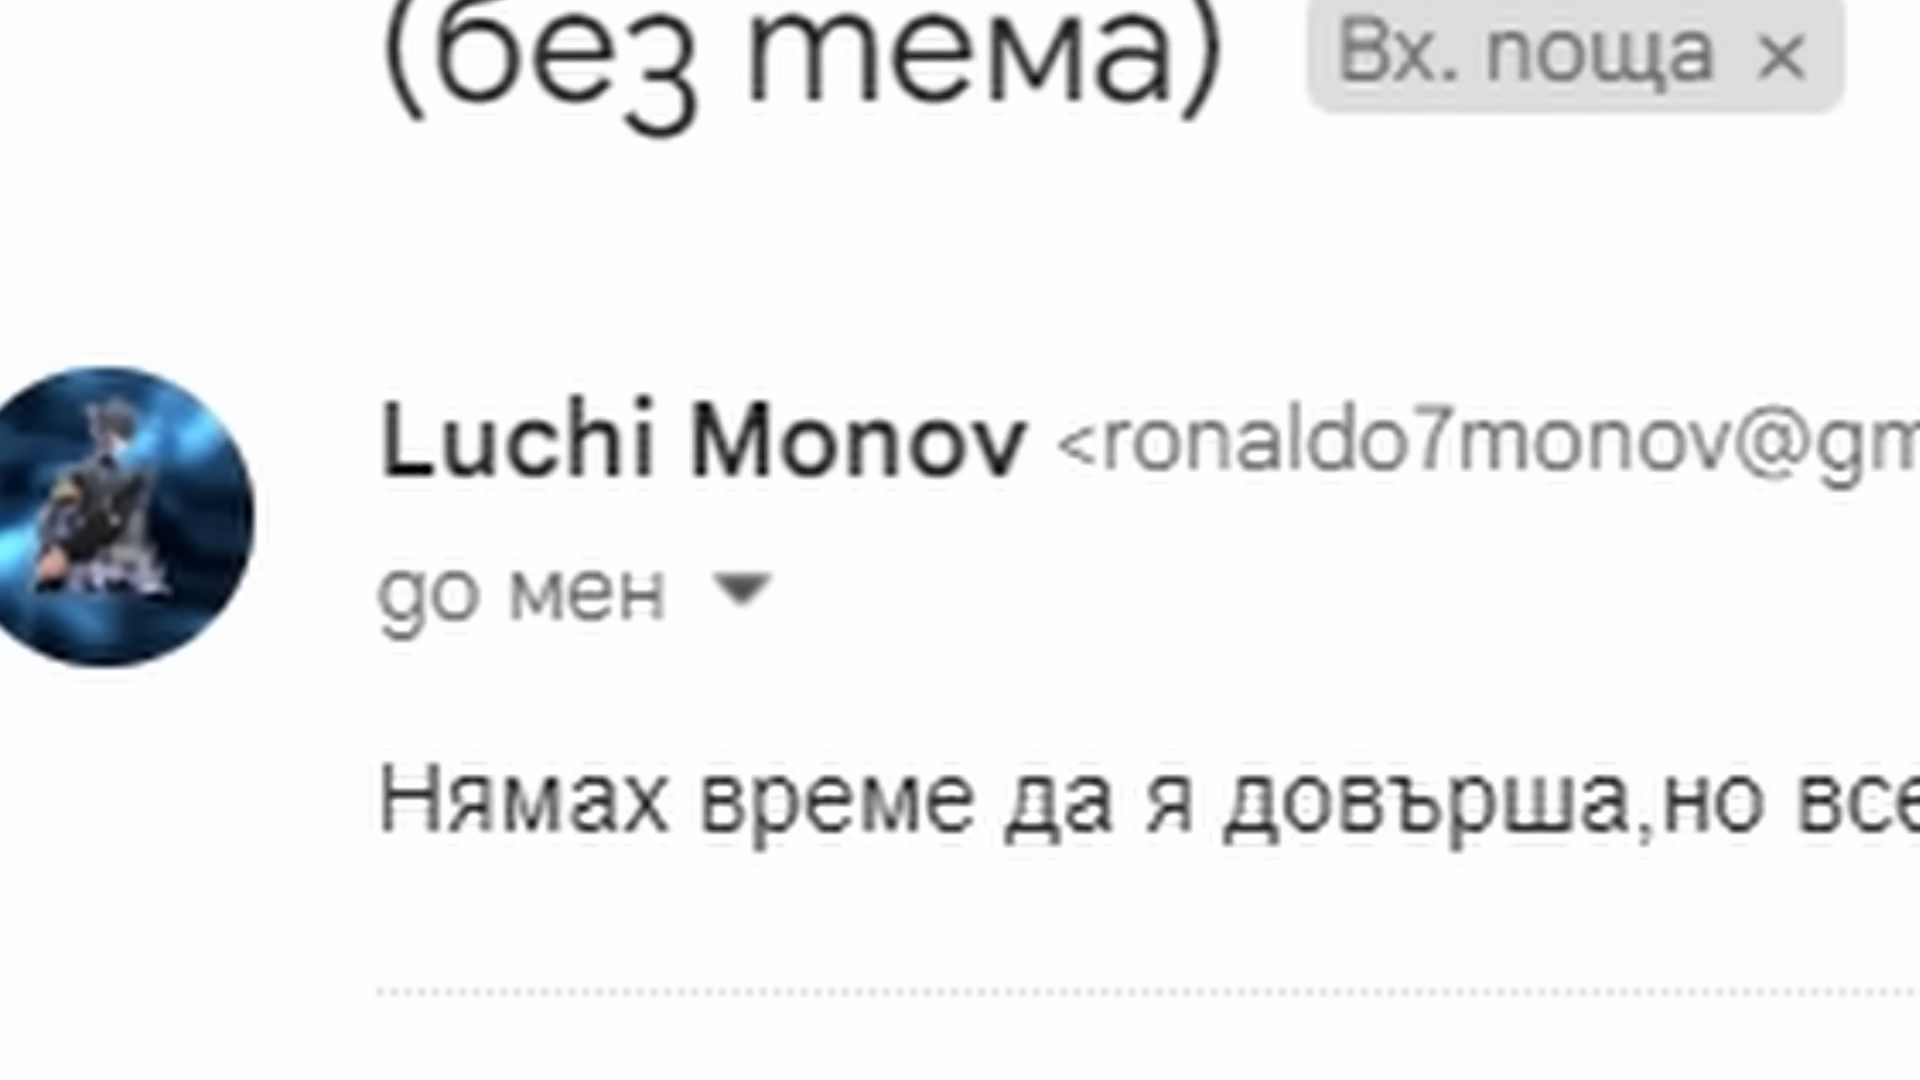 (без тема) Вх. поща ×
Luchi Monov <ronaldo7monov@gm
до мен
Нямах време да я довърша,но все